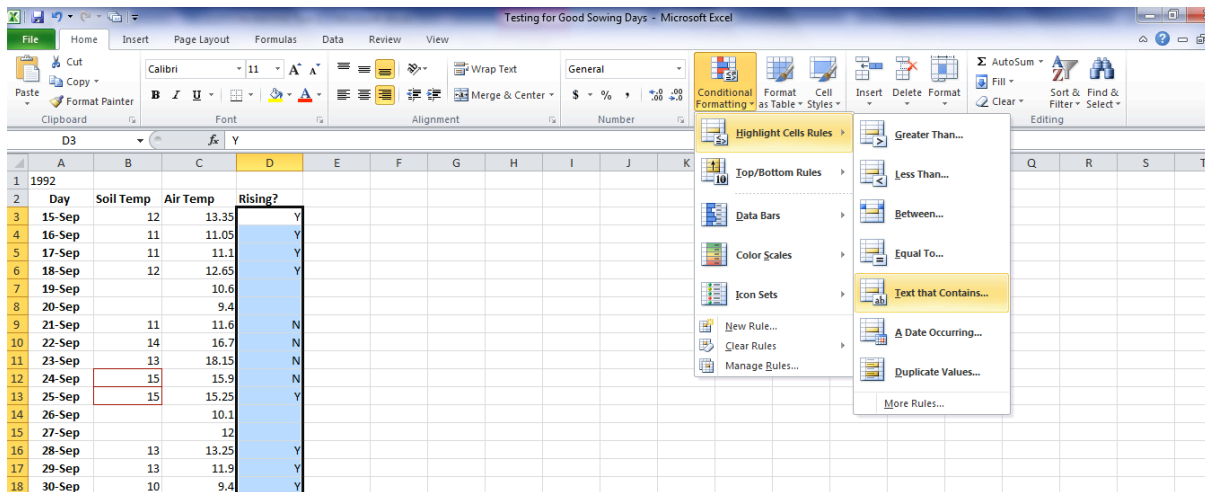 Testing for Good Sowing Days - Microsoft Excel
File Home Insert Page Layout Formulas Data Review View
Cut
Copy
Format Painter
Paste
Clipboard
Calibri 11 A A
B I U A
Font
Wrap Text
Merge & Center
Alignment
General
$ % , .00 .0
Number
Conditional Formatting
Format as Table
Cell Styles
Insert Delete Format
AutoSum
Fill
Clear
Sort & Filter
Find & Select
Editing
D3 fx Y
A B C D E F G H I J K Q R S T
1 1992
2 Day Soil Temp Air Temp Rising?
3 15-Sep 12 13.35 Y
4 16-Sep 11 11.05 Y
5 17-Sep 11 11.1 Y
6 18-Sep 12 12.65 Y
7 19-Sep 10.6
8 20-Sep 9.4
9 21-Sep 11 11.6 N
10 22-Sep 14 16.7 N
11 23-Sep 13 18.15 N
12 24-Sep 15 15.9 N
13 25-Sep 15 15.25 Y
14 26-Sep 10.1
15 27-Sep 12
16 28-Sep 13 13.25 Y
17 29-Sep 13 11.9 Y
18 30-Sep 10 9.4 Y
Highlight Cells Rules
Top/Bottom Rules
Data Bars
Color Scales
Icon Sets
New Rule...
Clear Rules
Manage Rules...
Greater Than...
Less Than...
Between...
Equal To...
Text that Contains...
A Date Occurring...
Duplicate Values...
More Rules...